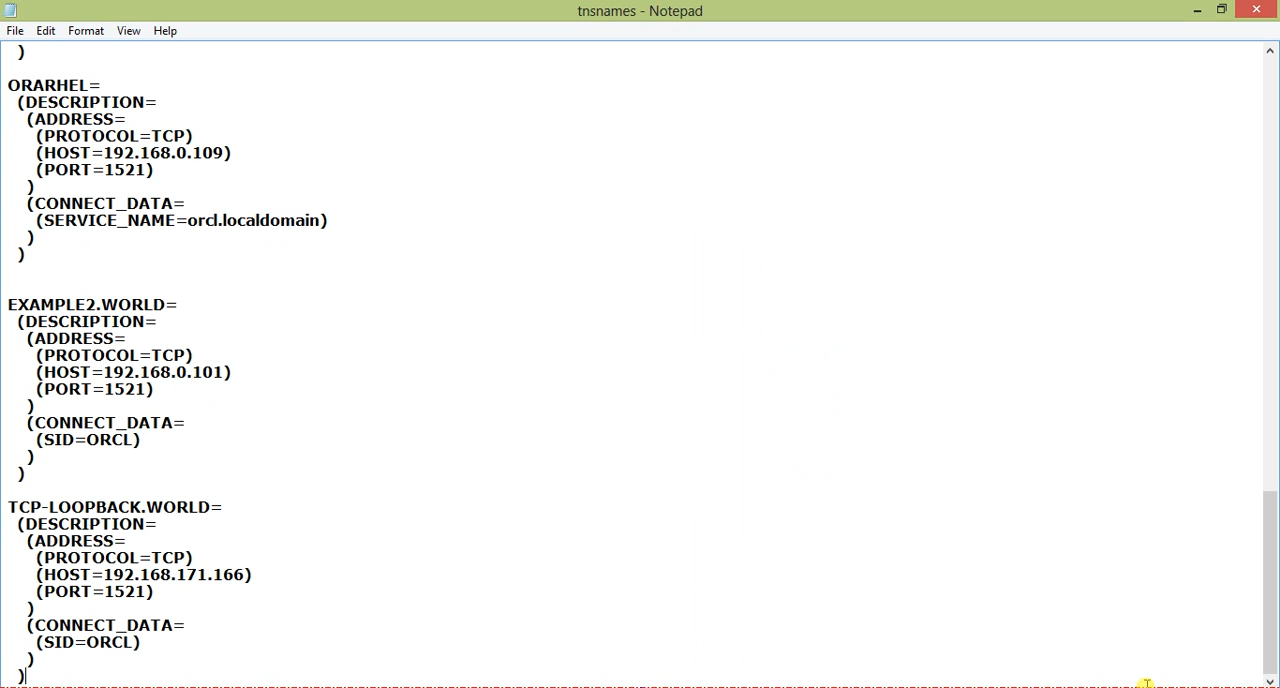 tnsnames - Notepad
File Edit Format View Help
)
ORARHEL=
(DESCRIPTION=
(ADDRESS=
(PROTOCOL=TCP)
(HOST=192.168.0.109)
(PORT=1521)
)
(CONNECT_DATA=
(SERVICE_NAME=orcl.localdomain)
)
)
EXAMPLE2.WORLD=
(DESCRIPTION=
(ADDRESS=
(PROTOCOL=TCP)
(HOST=192.168.0.101)
(PORT=1521)
)
(CONNECT_DATA=
(SID=ORCL)
)
)
TCP-LOOPBACK.WORLD=
(DESCRIPTION=
(ADDRESS=
(PROTOCOL=TCP)
(HOST=192.168.171.166)
(PORT=1521)
)
(CONNECT_DATA=
(SID=ORCL)
)
)